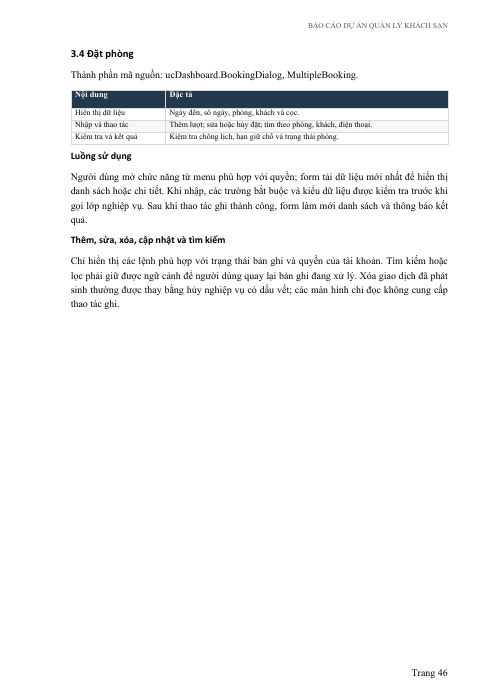 BÁO CÁO DỰ ÁN QUẢN LÝ KHÁCH SẠN
3.4 Đặt phòng
Thành phần mã nguồn: ucDashboard.BookingDialog, MultipleBooking.
Nội dung Đặc tả
Hiển thị dữ liệu Ngày đến, số ngày, phòng, khách và cọc.
Nhập và thao tác Thêm lượt; sửa hoặc hủy đặt; tìm theo phòng, khách, điện thoại.
Kiểm tra và kết quả Kiểm tra chồng lịch, hạn giữ chỗ và trạng thái phòng.
Luồng sử dụng
Người dùng mở chức năng từ menu phù hợp với quyền; form tải dữ liệu mới nhất để hiển thị
danh sách hoặc chi tiết. Khi nhập, các trường bắt buộc và kiểu dữ liệu được kiểm tra trước khi
gọi lớp nghiệp vụ. Sau khi thao tác ghi thành công, form làm mới danh sách và thông báo kết
quả.
Thêm, sửa, xóa, cập nhật và tìm kiếm
Chỉ hiển thị các lệnh phù hợp với trạng thái bản ghi và quyền của tài khoản. Tìm kiếm hoặc
lọc phải giữ được ngữ cảnh để người dùng quay lại bản ghi đang xử lý. Xóa giao dịch đã phát
sinh thường được thay bằng hủy nghiệp vụ có dấu vết; các màn hình chỉ đọc không cung cấp
thao tác ghi.
Trang 46